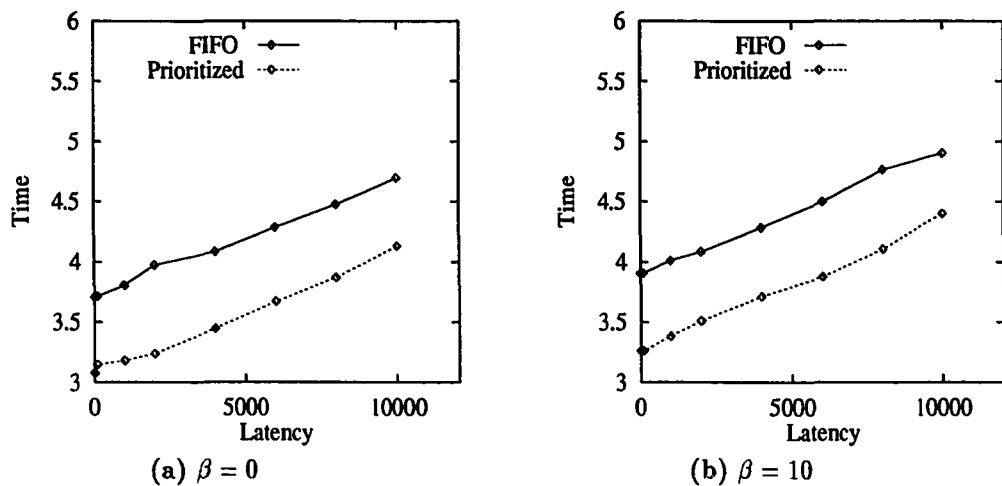 6
5.5
5
4.5
4
3.5
3
Time
FIFO
Prioritized
0 5000 10000
Latency
(a) β = 0
6
5.5
5
4.5
4
3.5
3
Time
FIFO
Prioritized
0 5000 10000
Latency
(b) β = 10